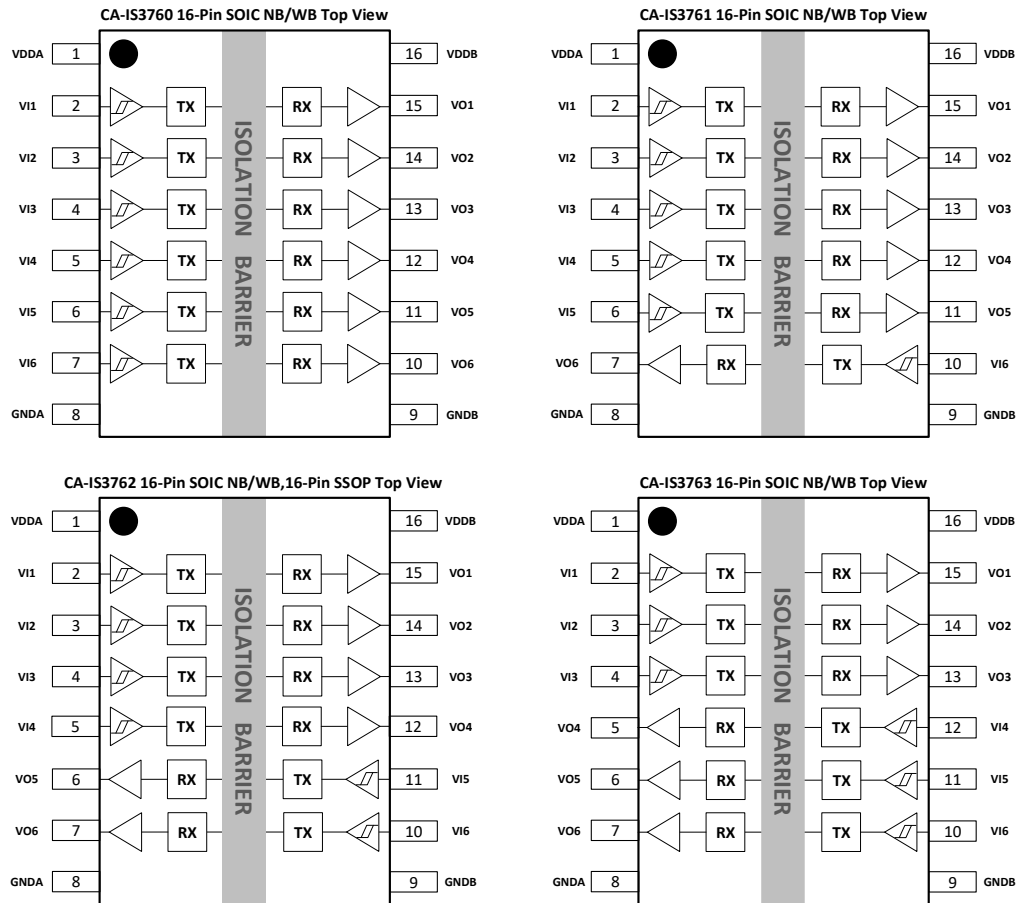 CA-IS3760 16-Pin SOIC NB/WB Top View
VDDA 1 16 VDDB
VI1 2 TX RX 15 VO1
VI2 3 TX RX 14 VO2
VI3 4 TX RX 13 VO3
VI4 5 TX RX 12 VO4
VI5 6 TX RX 11 VO5
VI6 7 TX RX 10 VO6
GNDA 8 9 GNDB
ISOLATION BARRIER
CA-IS3761 16-Pin SOIC NB/WB Top View
VDDA 1 16 VDDB
VI1 2 TX RX 15 VO1
VI2 3 TX RX 14 VO2
VI3 4 TX RX 13 VO3
VI4 5 TX RX 12 VO4
VI5 6 TX RX 11 VO5
VO6 7 RX TX 10 VI6
GNDA 8 9 GNDB
ISOLATION BARRIER
CA-IS3762 16-Pin SOIC NB/WB,16-Pin SSOP Top View
VDDA 1 16 VDDB
VI1 2 TX RX 15 VO1
VI2 3 TX RX 14 VO2
VI3 4 TX RX 13 VO3
VI4 5 TX RX 12 VO4
VO5 6 RX TX 11 VI5
VO6 7 RX TX 10 VI6
GNDA 8 9 GNDB
ISOLATION BARRIER
CA-IS3763 16-Pin SOIC NB/WB Top View
VDDA 1 16 VDDB
VI1 2 TX RX 15 VO1
VI2 3 TX RX 14 VO2
VI3 4 TX RX 13 VO3
VO4 5 RX TX 12 VI4
VO5 6 RX TX 11 VI5
VO6 7 RX TX 10 VI6
GNDA 8 9 GNDB
ISOLATION BARRIER